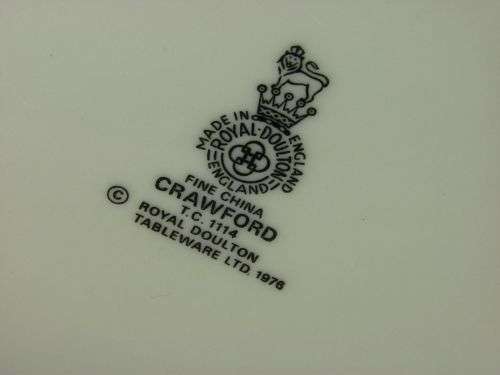 MADE IN ENGLAND
ROYAL·DOULTON
ENGLAND
FINE CHINA
CRAWFORD
T.C. 1114
© ROYAL DOULTON
TABLEWARE LTD. 1976